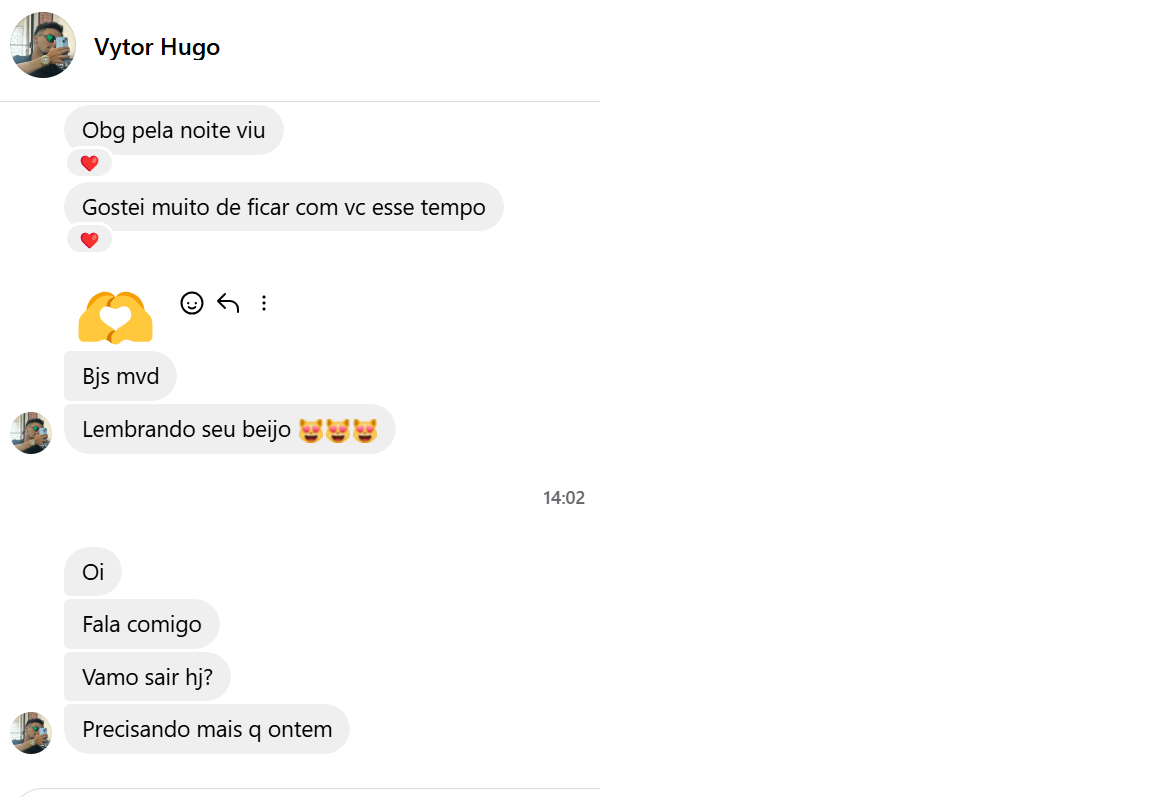 Vytor Hugo
Obg pela noite viu
Gostei muito de ficar com vc esse tempo
Bjs mvd
Lembrando seu beijo 😻😻😻
14:02
Oi
Fala comigo
Vamo sair hj?
Precisando mais q ontem